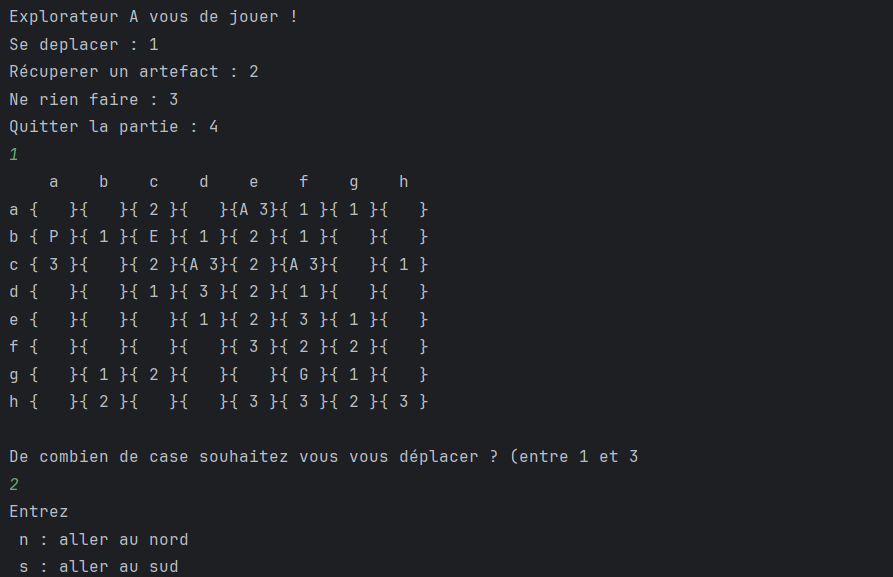 Explorateur A vous de jouer !
Se deplacer : 1
Récuperer un artefact : 2
Ne rien faire : 3
Quitter la partie : 4
1
    a    b    c    d    e    f    g    h
a {   }{   }{ 2 }{   }{A 3}{ 1 }{ 1 }{   }
b { P }{ 1 }{ E }{ 1 }{ 2 }{ 1 }{   }{   }
c { 3 }{   }{ 2 }{A 3}{ 2 }{A 3}{   }{ 1 }
d {   }{   }{ 1 }{ 3 }{ 2 }{ 1 }{   }{   }
e {   }{   }{   }{ 1 }{ 2 }{ 3 }{ 1 }{   }
f {   }{   }{   }{   }{ 3 }{ 2 }{ 2 }{   }
g {   }{ 1 }{ 2 }{   }{   }{ G }{ 1 }{   }
h {   }{ 2 }{   }{   }{ 3 }{ 3 }{ 2 }{ 3 }
De combien de case souhaitez vous vous déplacer ? (entre 1 et 3
2
Entrez
 n : aller au nord
 s : aller au sud